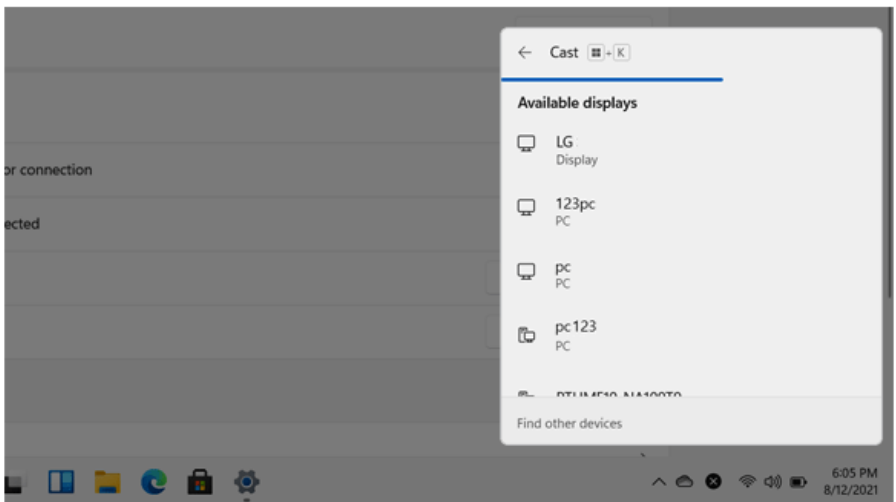 Cast + K
Available displays
LG
Display
or connection
123pc
PC
ected
pc
PC
pc123
PC
Find other devices
6:05 PM
8/12/2021